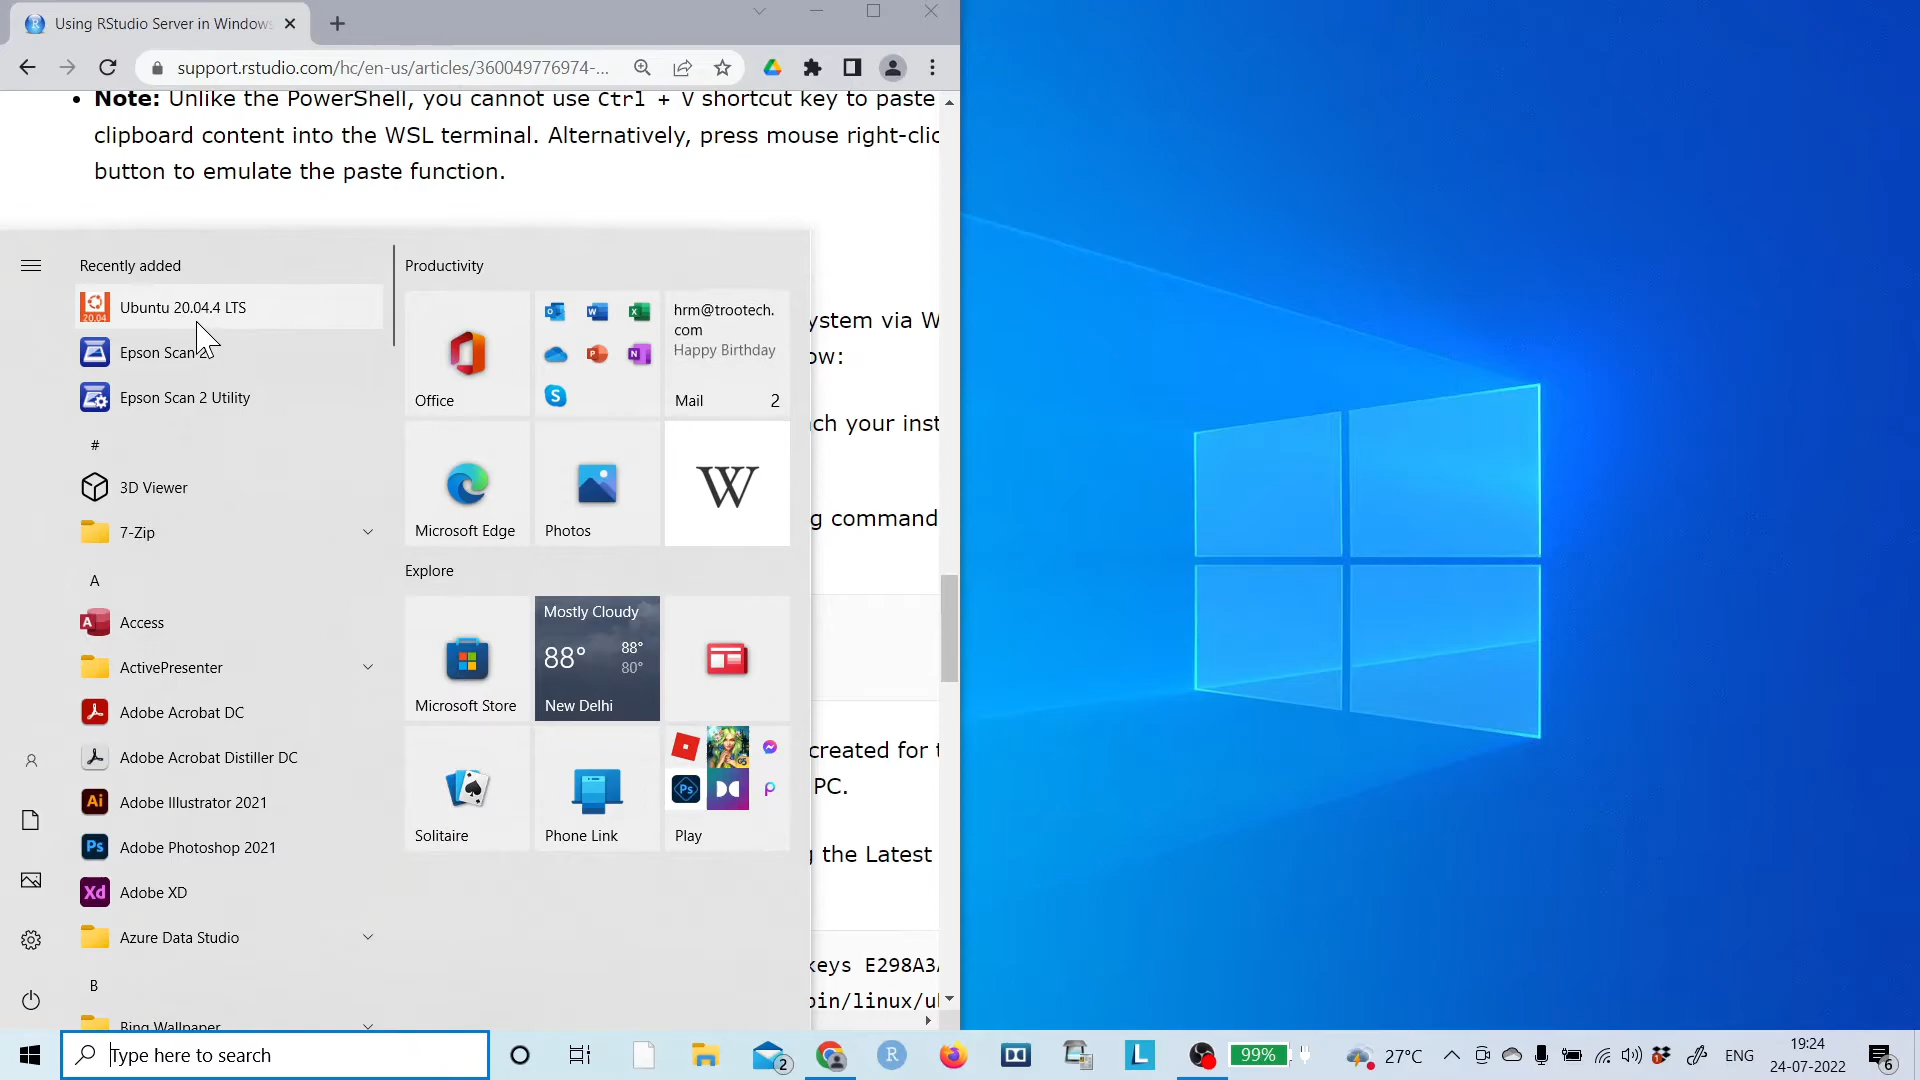 Using RStudio Server in Windows
support.rstudio.com/hc/en-us/articles/360049776974-...
Note: Unlike the PowerShell, you cannot use Ctrl + V shortcut key to paste
clipboard content into the WSL terminal. Alternatively, press mouse right-clic
button to emulate the paste function.
Recently added
Ubuntu 20.04.4 LTS
20.04
Epson Scan 2
Epson Scan 2 Utility
#
3D Viewer
7-Zip
A
Access
ActivePresenter
Adobe Acrobat DC
Adobe Acrobat Distiller DC
Adobe Illustrator 2021
Adobe Photoshop 2021
Adobe XD
Azure Data Studio
B
Bing Wallpaper
Productivity
Office
hrm@trootech.
com
Happy Birthday
Mail 2
Microsoft Edge
Photos
W
Explore
Microsoft Store
Mostly Cloudy
88° 88°
80°
New Delhi
Solitaire
Phone Link
Play
ystem via W
ow:
ch your inst
g command
created for t
PC.
g the Latest
keys E298A3A
bin/linux/ul
Type here to search
2
99%
27°C
ENG
19:24
24-07-2022
6